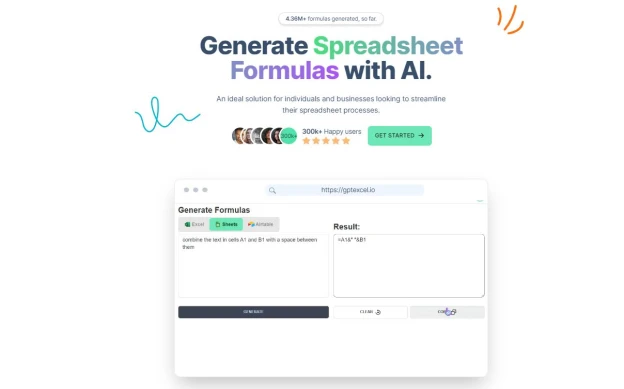 4.36M+ formulas generated, so far.
Generate Spreadsheet
Formulas with AI.
An ideal solution for individuals and businesses looking to streamline
their spreadsheet processes.
300k+
300k+ Happy users
GET STARTED →
https://gptexcel.io
Generate Formulas
Excel
Sheets
Airtable
Result:
combine the text in cells A1 and B1 with a space between
them
=A1&" "&B1
GENERATE
CLEAR